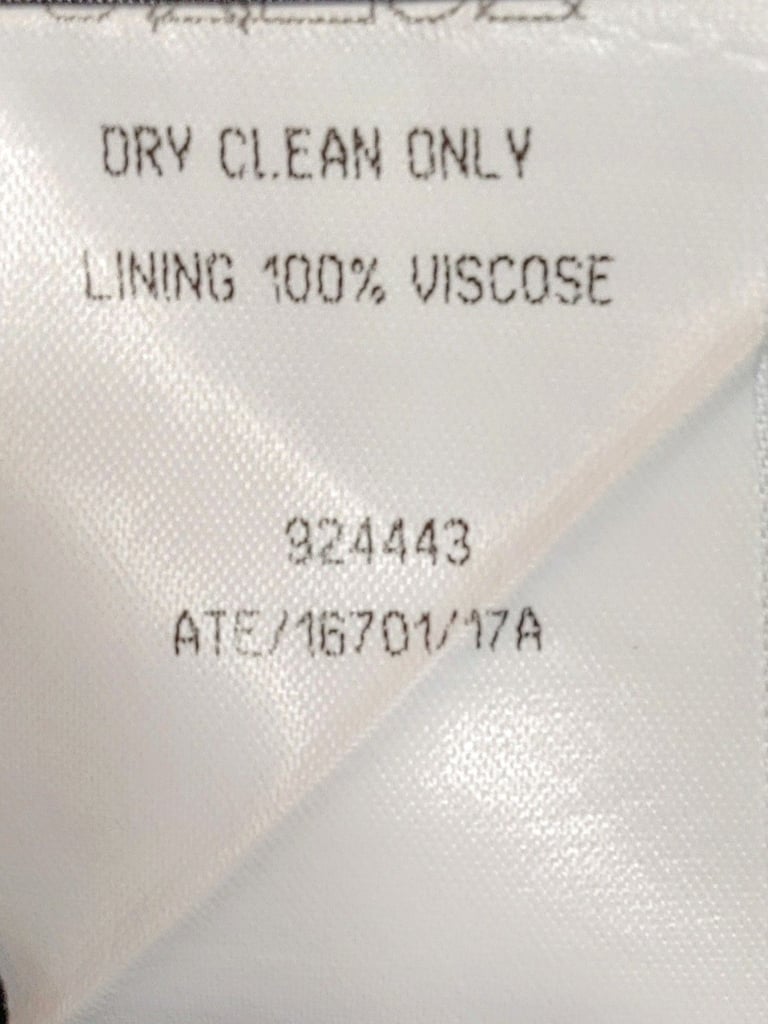 DRY CLEAN ONLY
LINING 100% VISCOSE
924443
ATE/16701/17A